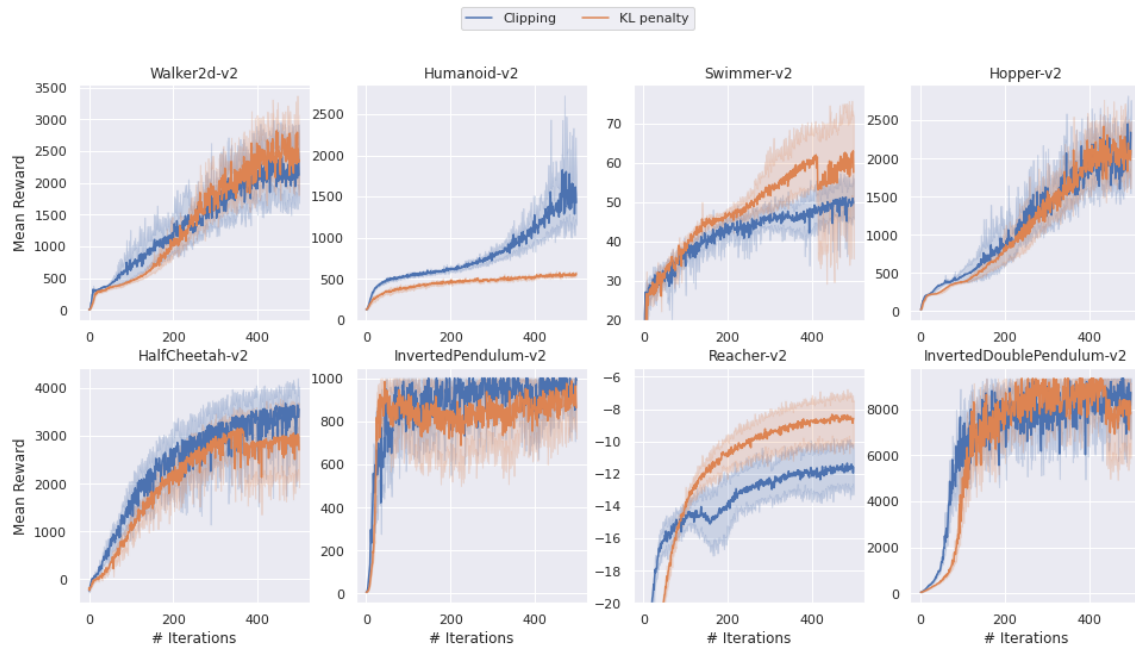 Clipping KL penalty
Walker2d-v2 Humanoid-v2 Swimmer-v2 Hopper-v2
Mean Reward
3500
3000
2500
2000
1500
1000
500
0
0 200 400
2500
2000
1500
1000
500
0
0 200 400
70
60
50
40
30
20
0 200 400
2500
2000
1500
1000
500
0
0 200 400
HalfCheetah-v2 InvertedPendulum-v2 Reacher-v2 InvertedDoublePendulum-v2
Mean Reward
4000
3000
2000
1000
0
0 200 400
# Iterations
1000
800
600
400
200
0
0 200 400
# Iterations
−6
−8
−10
−12
−14
−16
−18
−20
0 200 400
# Iterations
8000
6000
4000
2000
0
0 200 400
# Iterations